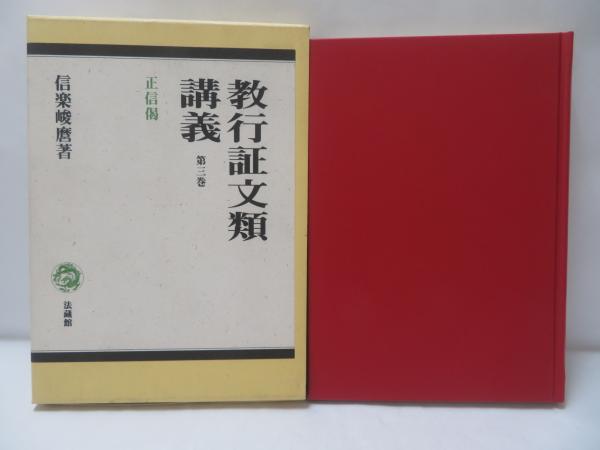 教行証文類
講義 第三巻
正信偈
信楽峻麿著
法藏館